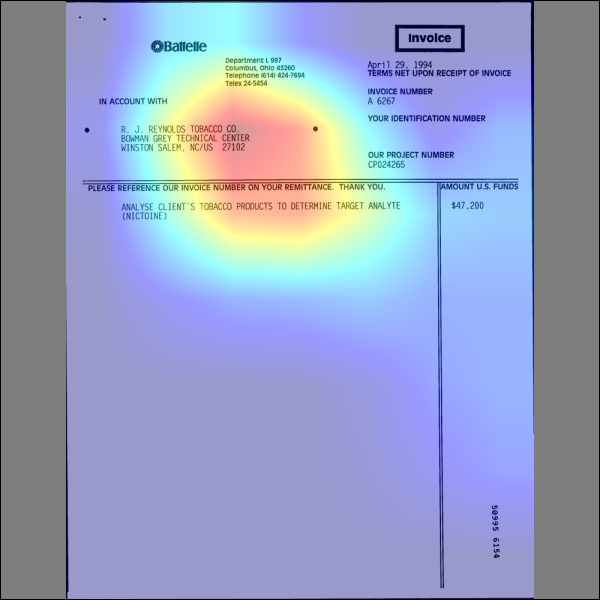 Battelle
Invoice
Department L 997
Columbus, Ohio 43260
Telephone (614) 424-7694
Telex 24-5454
April 29, 1994
TERMS NET UPON RECEIPT OF INVOICE
INVOICE NUMBER
A 6267
IN ACCOUNT WITH
YOUR IDENTIFICATION NUMBER
R. J. REYNOLDS TOBACCO CO.
BOWMAN GREY TECHNICAL CENTER
WINSTON SALEM, NC/US 27102
OUR PROJECT NUMBER
CP024265
PLEASE REFERENCE OUR INVOICE NUMBER ON YOUR REMITTANCE. THANK YOU.
AMOUNT U.S. FUNDS
ANALYSE CLIENT'S TOBACCO PRODUCTS TO DETERMINE TARGET ANALYTE
(NICTOINE)
$47,200
50995 6154